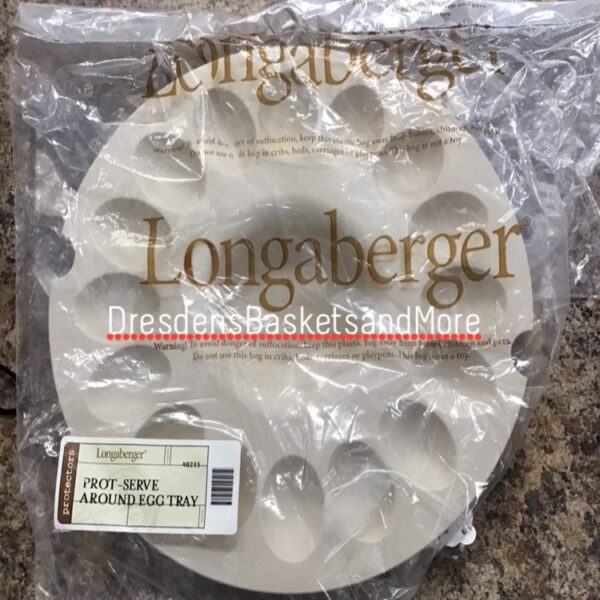 and pets.
Longaberger
Warning! To avoid danger of suffocation, keep this plastic bag away from babies, children and pets.
Do not use this bag in cribs, beds, carriages or playpens. This bag is not a toy.
Longaberger®
DresdensBasketsandMore
Warning! To avoid danger of suffocation, keep this plastic bag away from babies, children and pets.
Do not use this bag in cribs, beds, carriages or playpens. This bag is not a toy.
protectors
Longaberger®
40233
PROT-SERVE
AROUND EGG TRAY